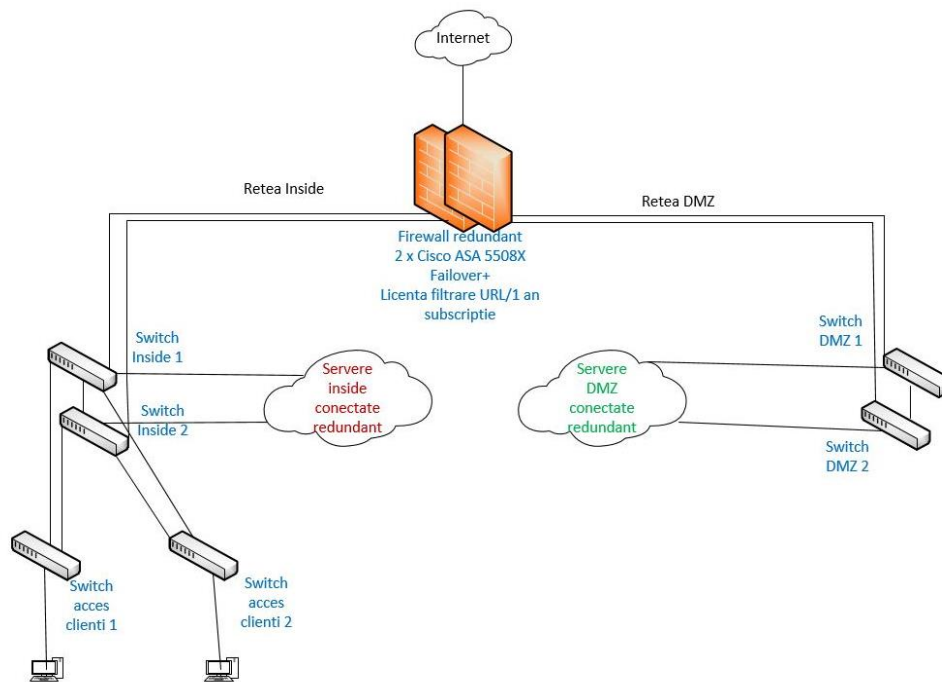 Internet
Retea Inside
Retea DMZ
Firewall redundant
2 x Cisco ASA 5508X
Failover+
Licenta filtrare URL/1 an
subscriptie
Switch
Inside 1
Switch
DMZ 1
Servere
inside
conectate
redundant
Servere
DMZ
conectate
redundant
Switch
Inside 2
Switch
DMZ 2
Switch
acces
clienti 1
Switch
acces
clienti 2